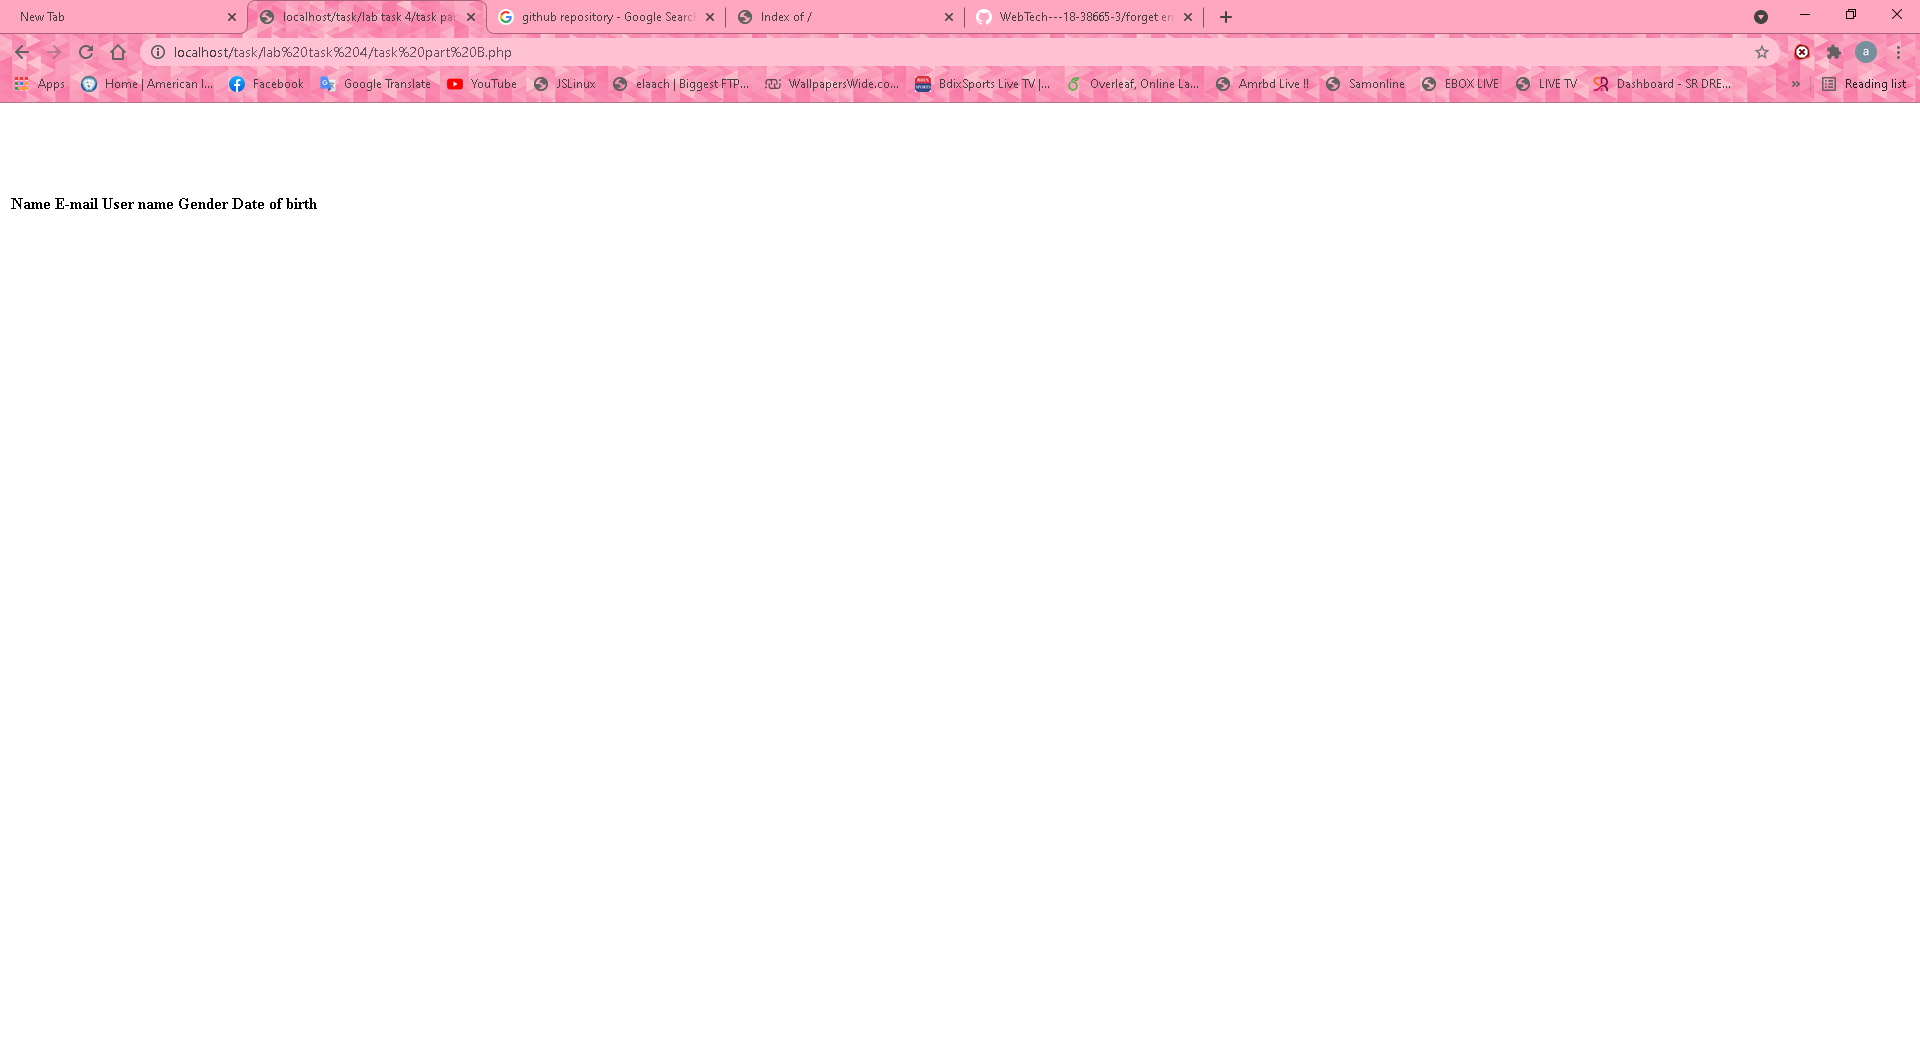 New Tab
localhost/task/lab task 4/task pa
github repository - Google Searc
Index of /
WebTech---18-38665-3/forget em
localhost/task/lab%20task%204/task%20part%20B.php
a
Apps
Home | American I...
Facebook
Google Translate
YouTube
JSLinux
elaach | Biggest FTP...
WallpapersWide.co...
BdixSports Live TV |...
Overleaf, Online La...
Amrbd Live !!
Samonline
EBOX LIVE
LIVE TV
Dashboard - SR DRE...
»
Reading list
Name E-mail User name Gender Date of birth